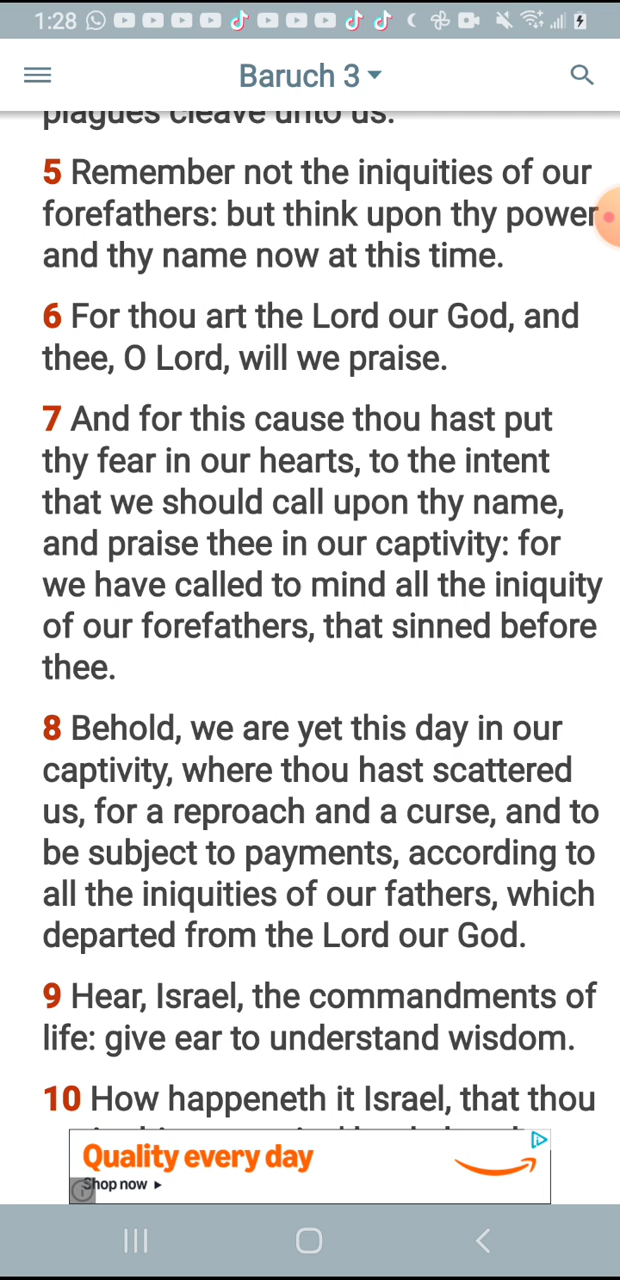 1:28
Baruch 3
plagues cleave unto us.
5 Remember not the iniquities of our
forefathers: but think upon thy power
and thy name now at this time.
6 For thou art the Lord our God, and
thee, O Lord, will we praise.
7 And for this cause thou hast put
thy fear in our hearts, to the intent
that we should call upon thy name,
and praise thee in our captivity: for
we have called to mind all the iniquity
of our forefathers, that sinned before
thee.
8 Behold, we are yet this day in our
captivity, where thou hast scattered
us, for a reproach and a curse, and to
be subject to payments, according to
all the iniquities of our fathers, which
departed from the Lord our God.
9 Hear, Israel, the commandments of
life: give ear to understand wisdom.
10 How happeneth it Israel, that thou
Quality every day
Shop now